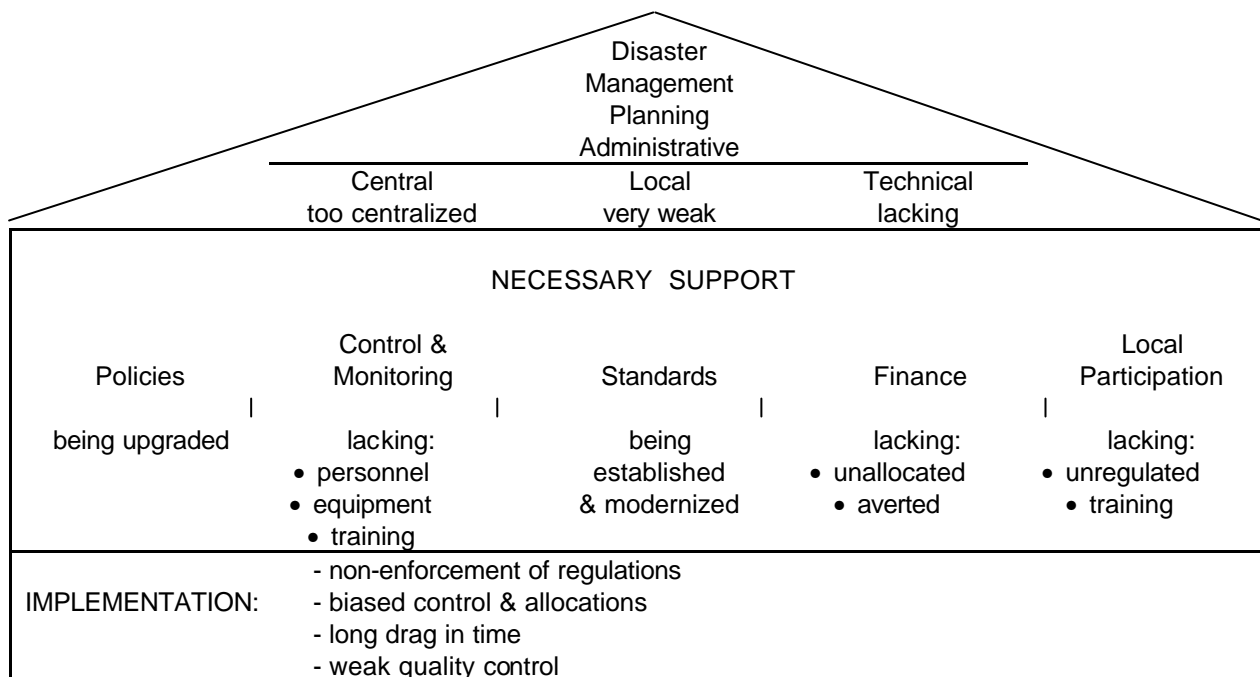 Disaster
Management
Planning
Administrative
Central Local Technical
too centralized very weak lacking
NECESSARY SUPPORT
Control & Local
Policies Monitoring Standards Finance Participation
| | | |
being upgraded lacking: being lacking: lacking:
• personnel established • unallocated • unregulated
• equipment & modernized • averted • training
• training
- non-enforcement of regulations
IMPLEMENTATION: - biased control & allocations
- long drag in time
- weak quality control